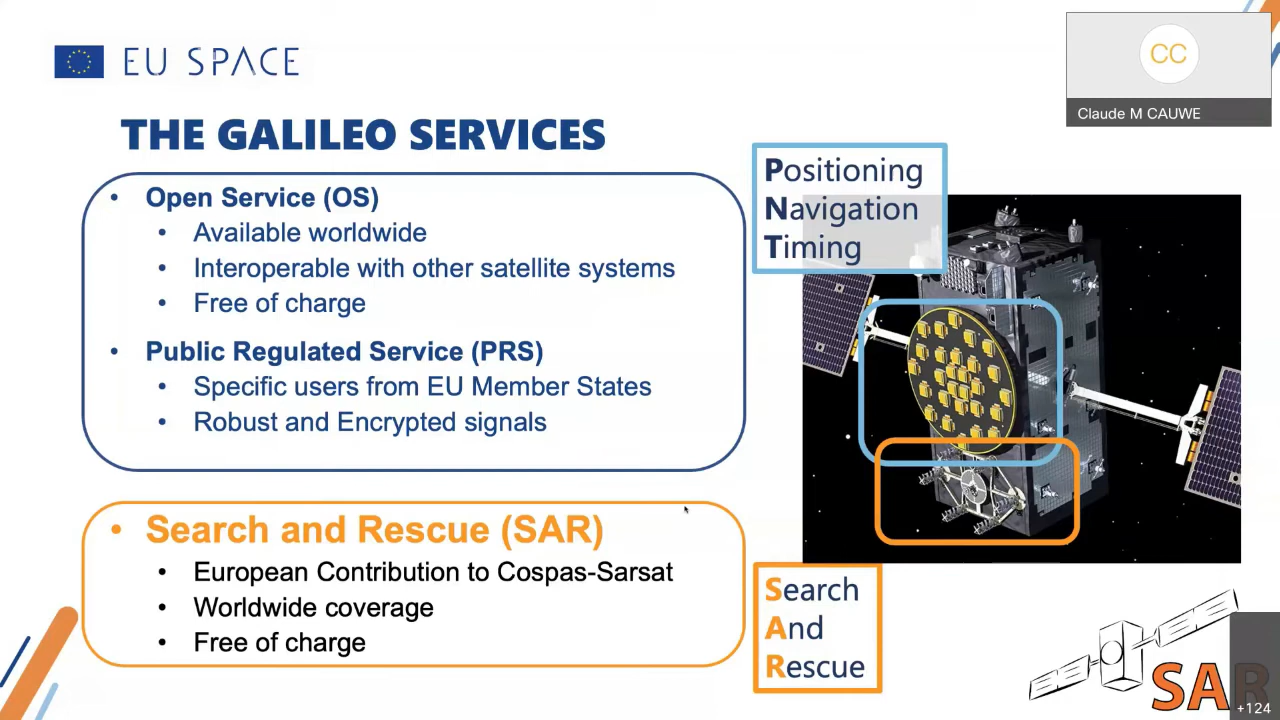 EU SPACE
CC
Claude M CAUWE
THE GALILEO SERVICES
• Open Service (OS)
• Available worldwide
• Interoperable with other satellite systems
• Free of charge
• Public Regulated Service (PRS)
• Specific users from EU Member States
• Robust and Encrypted signals
Positioning
Navigation
Timing
• Search and Rescue (SAR)
• European Contribution to Cospas-Sarsat
• Worldwide coverage
• Free of charge
Search
And
Rescue
SAR
+124